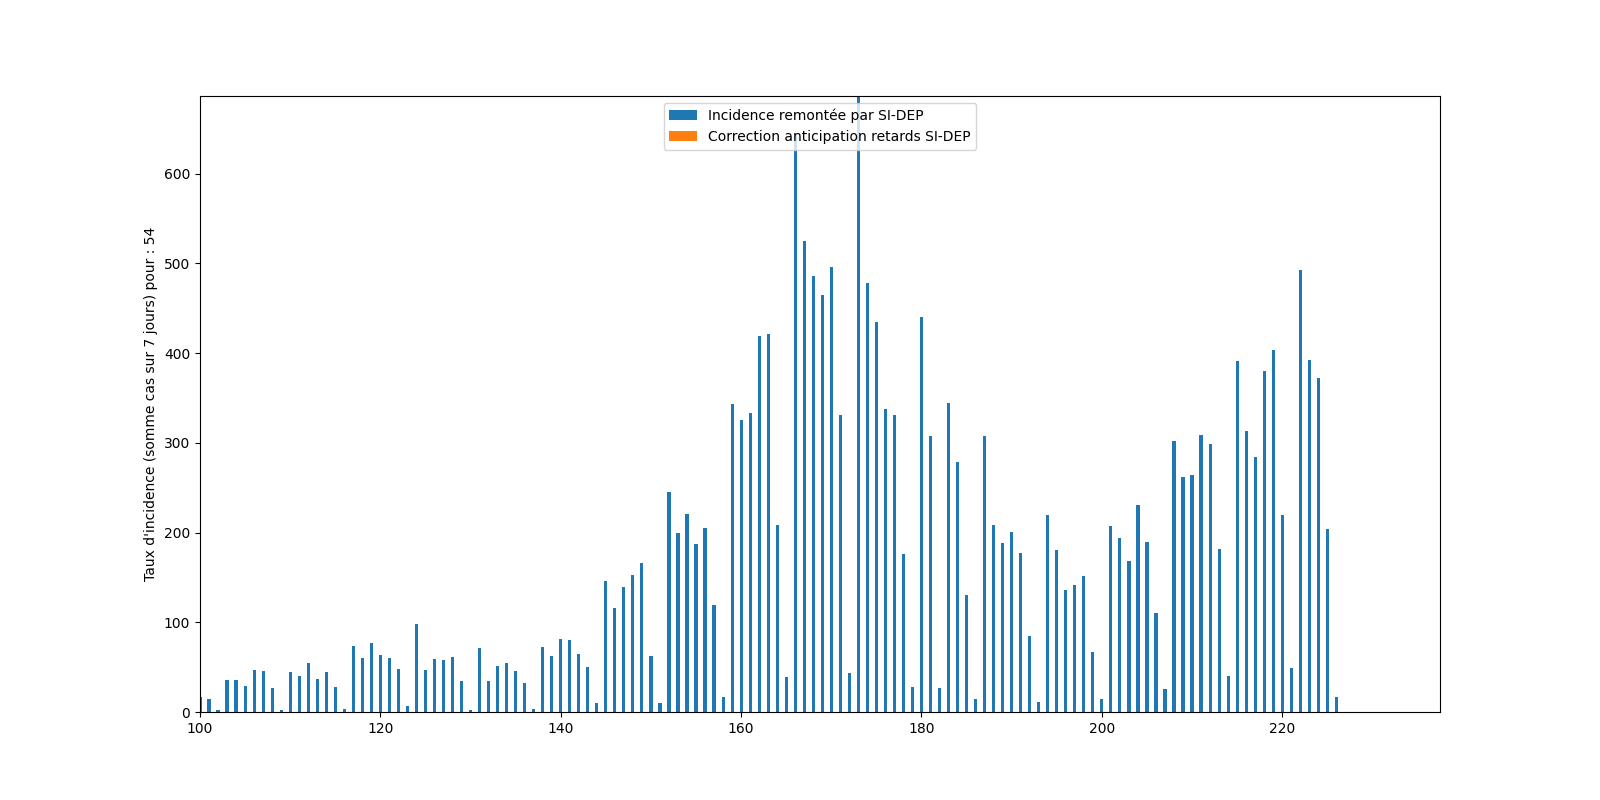 Incidence remontée par SI-DEP
Correction anticipation retards SI-DEP
Taux d'incidence (somme cas sur 7 jours) pour : 54
600
500
400
300
200
100
0
100 120 140 160 180 200 220